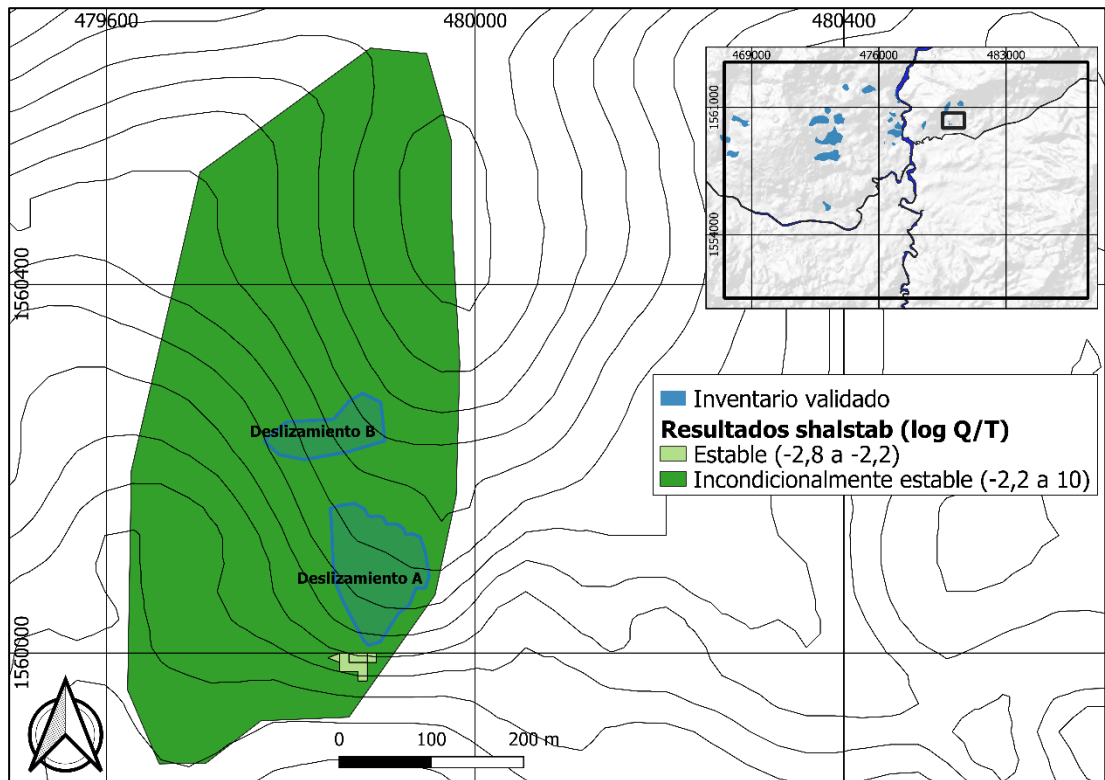 479600
480000
480400
469000
476000
483000
1561000
1554000
1560400
1560000
Inventario validado
Resultados shalstab (log Q/T)
Estable (-2,8 a -2,2)
Incondicionalmente estable (-2,2 a 10)
Deslizamiento B
Deslizamiento A
0
100
200 m